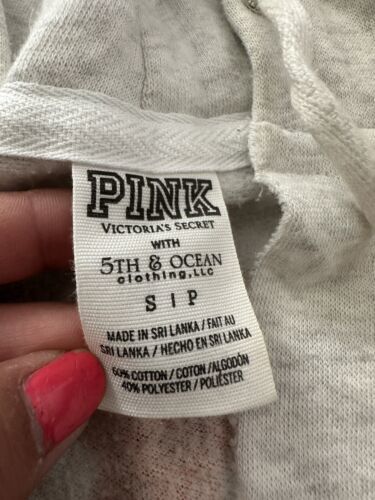 PINK
VICTORIA'S SECRET
WITH
5TH & OCEAN
clothing, LLC
S | P
MADE IN SRI LANKA / FAIT AU
SRI LANKA / HECHO EN SRI LANKA
60% COTTON / COTON / ALGODÓN
40% POLYESTER / POLIÉSTER